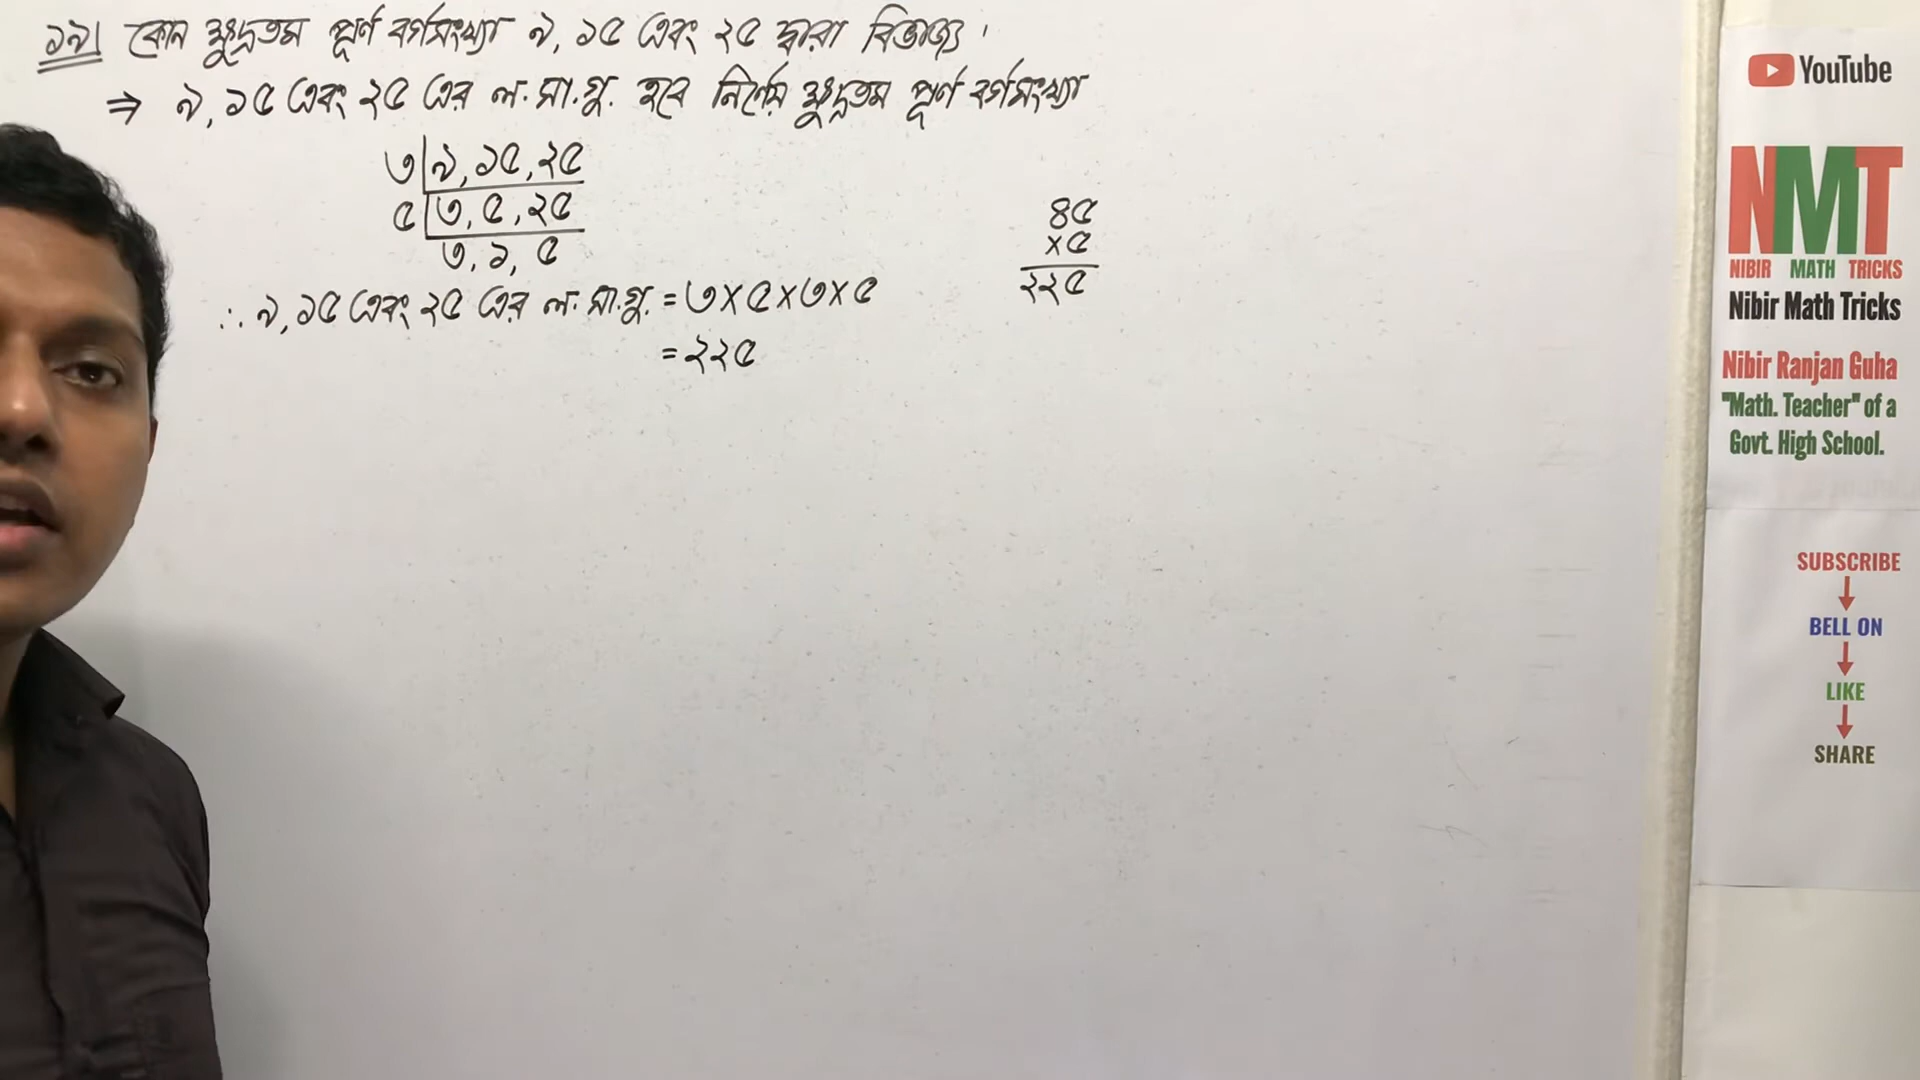 ১৯। কোন ক্ষুদ্রতম পূর্ণ বর্গসংখ্যা ৯, ১৫ এবং ২৫ দ্বারা বিভাজ্য।
⇒ ৯, ১৫ এবং ২৫ এর ল. সা. গু. হবে নির্ণেয় ক্ষুদ্রতম পূর্ণ বর্গসংখ্যা
৩ | ৯, ১৫, ২৫
৫ | ৩, ৫, ২৫
৩, ১, ৫
∴ ৯, ১৫ এবং ২৫ এর ল. সা. গু. = ৩×৫×৩×৫
= ২২৫
৪৫
×৫
২২৫
YouTube
NMT
NIBIR MATH TRICKS
Nibir Math Tricks
Nibir Ranjan Guha
"Math. Teacher" of a
Govt. High School.
SUBSCRIBE
BELL ON
LIKE
SHARE